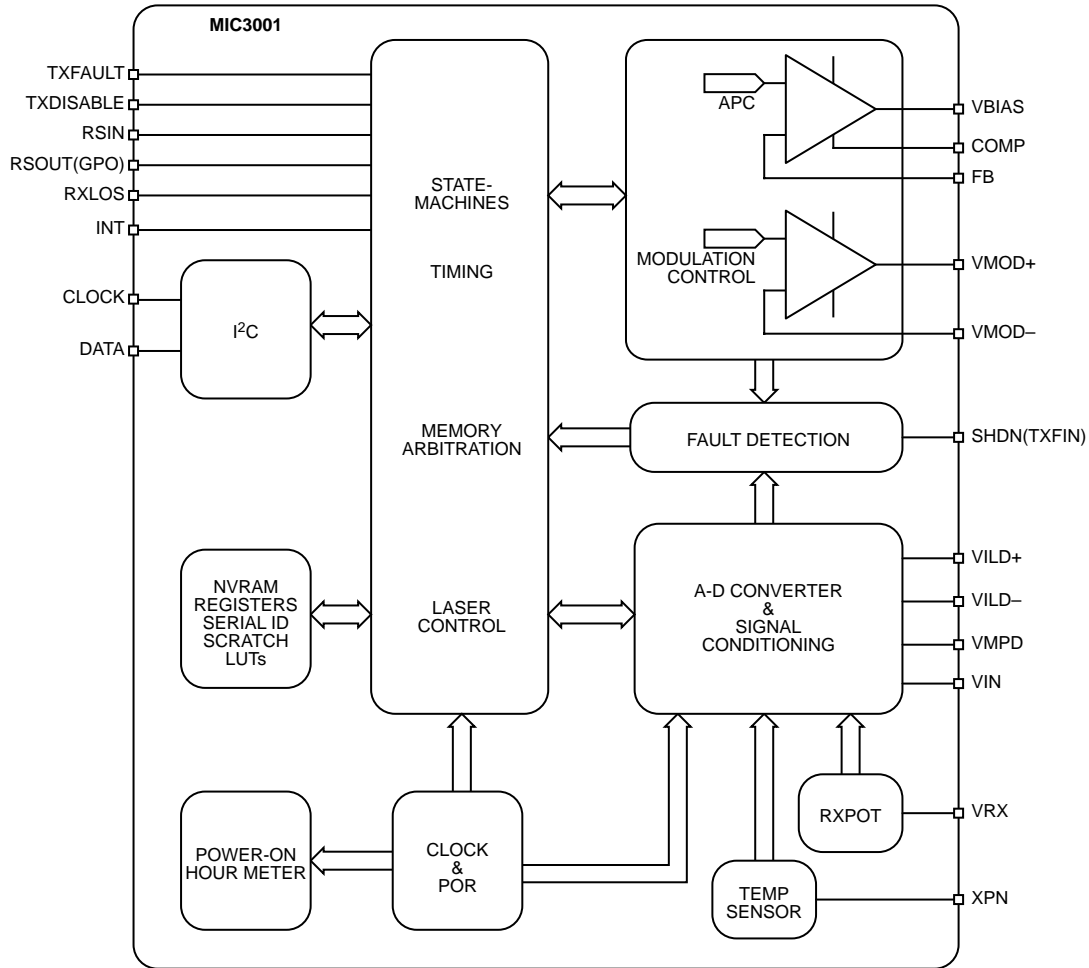 MIC3001
TXFAULT
TXDISABLE
RSIN
RSOUT(GPO)
RXLOS
INT
CLOCK
DATA
I²C
STATE-
MACHINES
TIMING
MEMORY
ARBITRATION
LASER
CONTROL
APC
MODULATION
CONTROL
VBIAS
COMP
FB
VMOD+
VMOD–
FAULT DETECTION
SHDN(TXFIN)
NVRAM
REGISTERS
SERIAL ID
SCRATCH
LUTs
A-D CONVERTER
&
SIGNAL
CONDITIONING
VILD+
VILD–
VMPD
VIN
POWER-ON
HOUR METER
CLOCK
&
POR
RXPOT
VRX
TEMP
SENSOR
XPN